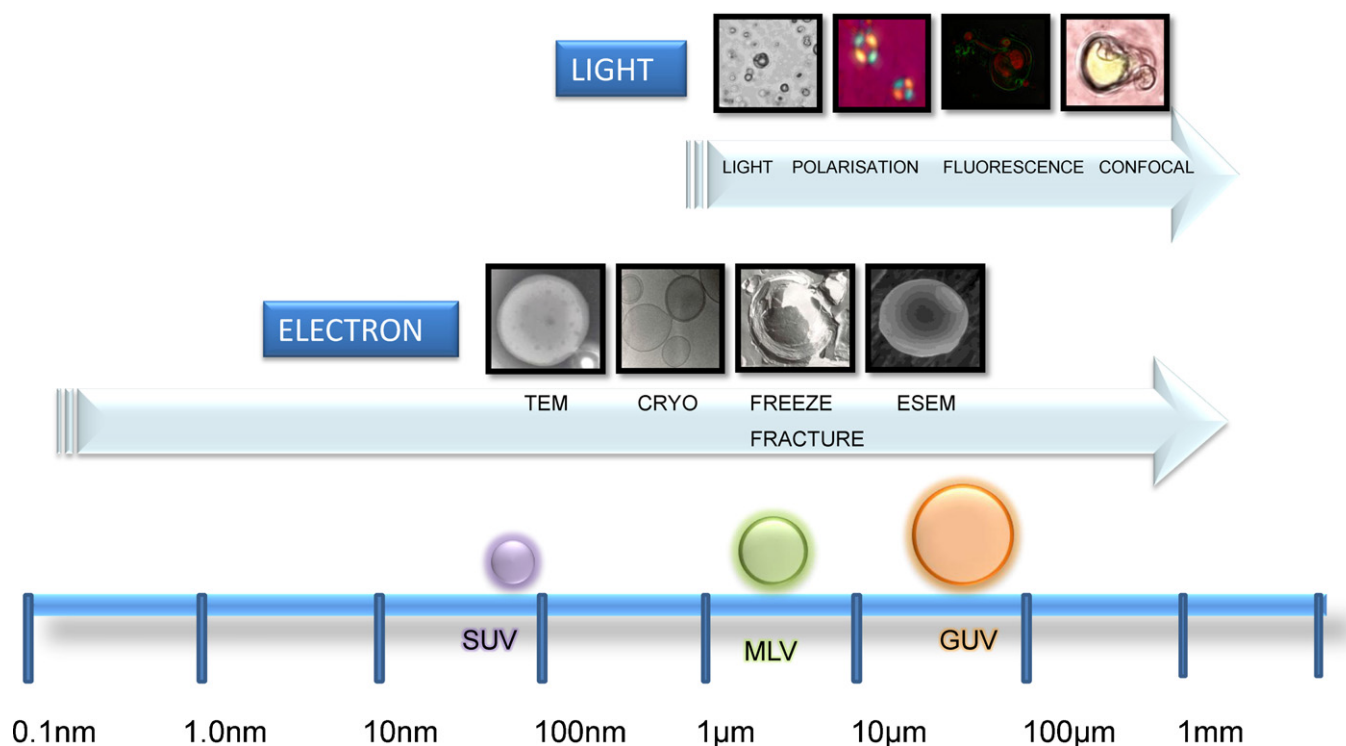 LIGHT
LIGHT POLARISATION FLUORESCENCE CONFOCAL
ELECTRON
TEM CRYO FREEZE ESEM
FRACTURE
SUV MLV GUV
0.1nm 1.0nm 10nm 100nm 1µm 10µm 100µm 1mm